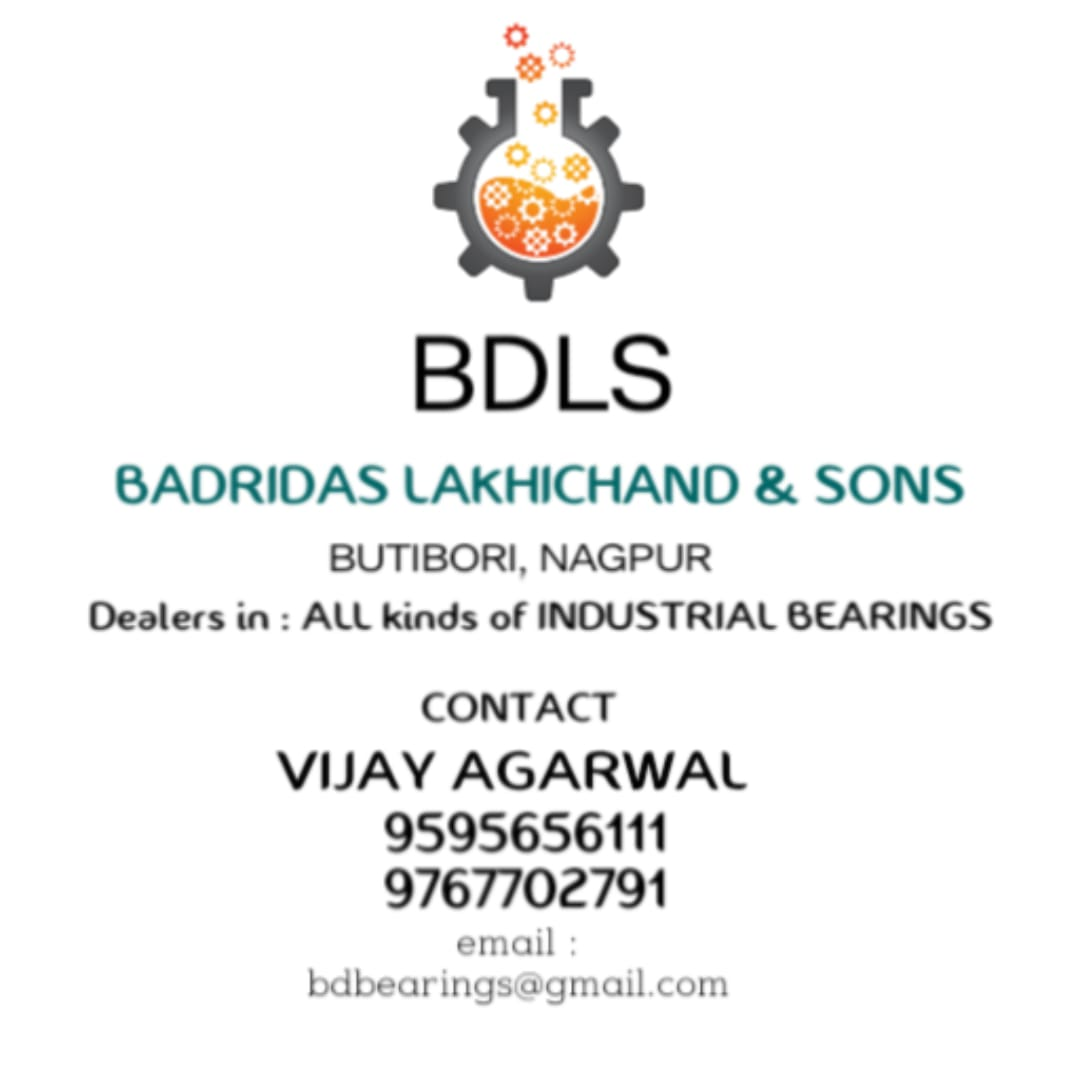 BDLS
BADRIDAS LAKHICHAND & SONS
BUTIBORI, NAGPUR
Dealers in : ALL kinds of INDUSTRIAL BEARINGS
CONTACT
VIJAY AGARWAL
9595656111
9767702791
email :
bdbearings@gmail.com